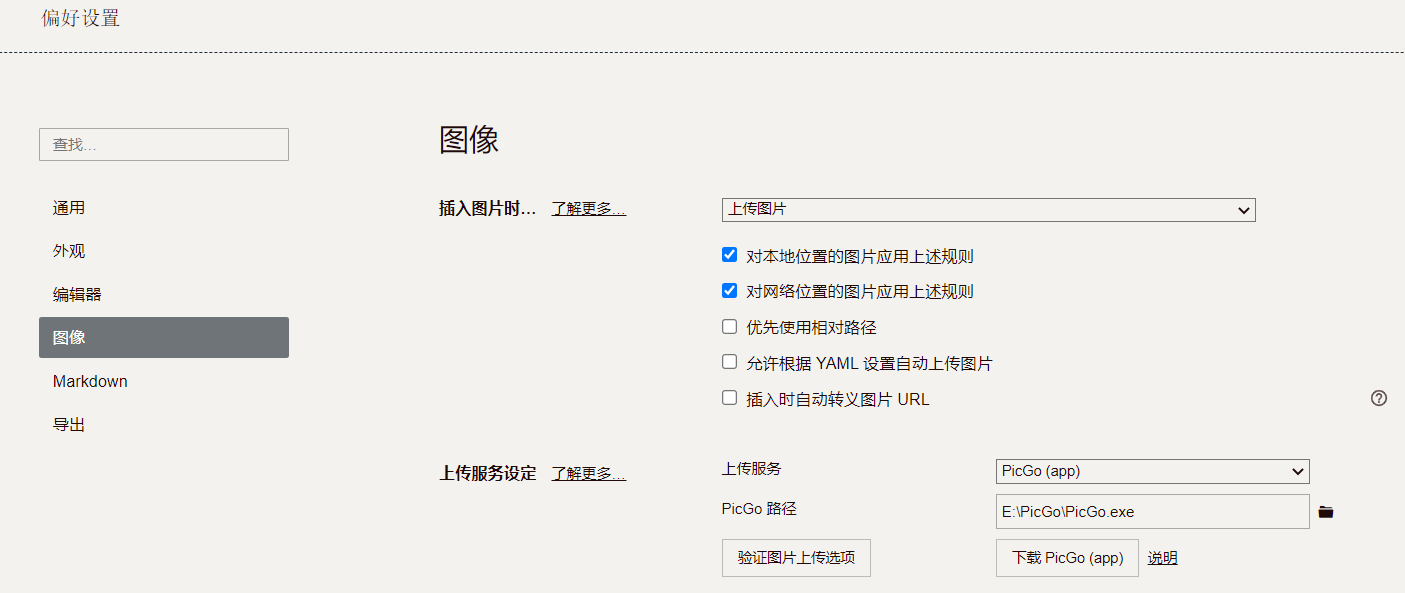 偏好设置
查找...
通用
外观
编辑器
图像
Markdown
导出
图像
插入图片时... 了解更多...
上传图片
对本地位置的图片应用上述规则
对网络位置的图片应用上述规则
优先使用相对路径
允许根据 YAML 设置自动上传图片
插入时自动转义图片 URL
上传服务设定 了解更多...
上传服务 PicGo (app)
PicGo 路径 E:\PicGo\PicGo.exe
验证图片上传选项 下载 PicGo (app) 说明